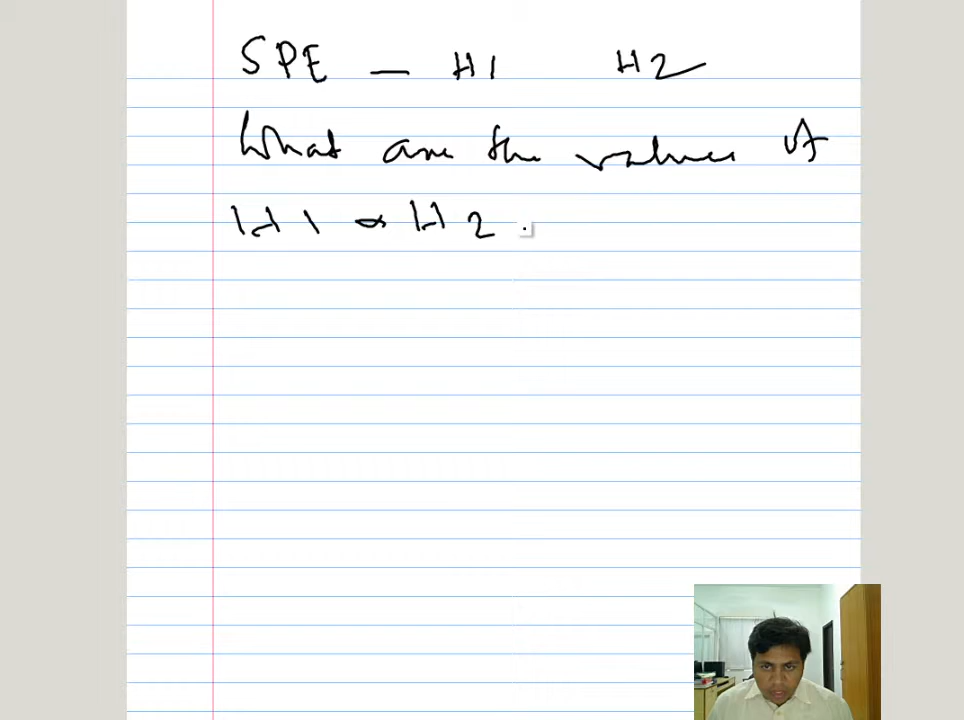 SPE - H1 H2
What are the values of
H1 & H2.